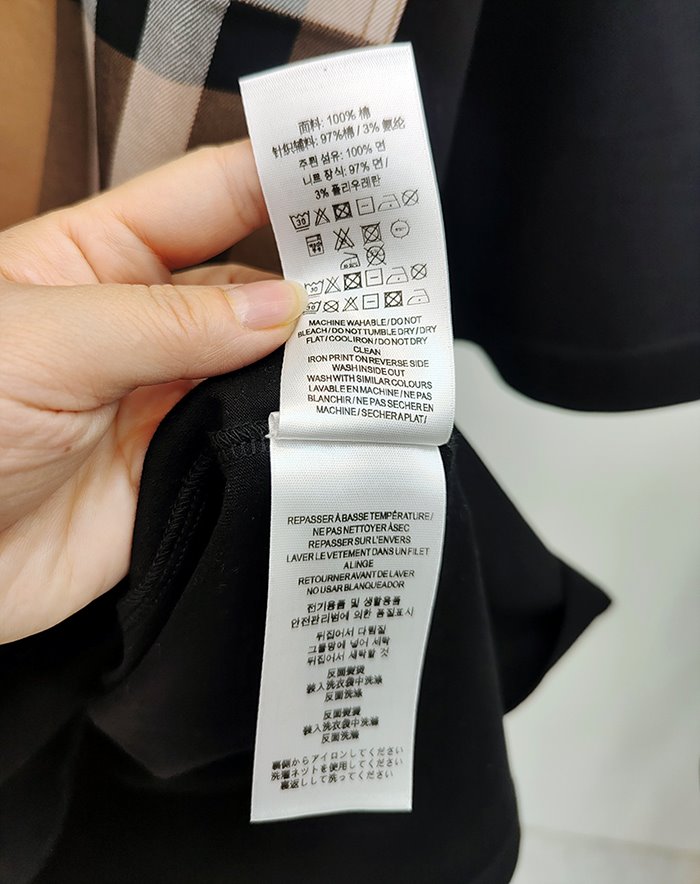 面料: 100% 棉
针织辅料: 97% 棉 / 3% 氨纶
주원 섬유: 100% 면
니트 장식: 97% 면 /
3% 폴리우레탄
30
30
MACHINE WAHABLE/DO NOT
BLEACH/DO NOT TUMBLE DRY/DRY
FLAT/COOL IRON/DO NOT DRY
CLEAN
IRON PRINT ON REVERSE SIDE
WASH INSIDE OUT
WASH WITH SIMILAR COLOURS
LAVABLE EN MACHINE/NE PAS
BLANCHIR/NE PAS SECHER EN
MACHINE/SECHER A PLAT/
REPASSER À BASSE TEMPÉRATURE/
NE PAS NETTOYER ÀSEC
REPASSER SUR L'ENVERS
LAVER LE VETEMENT DANS UN FILET
ALINGE
RETOURNER AVANT DE LAVER
NO USAR BLANQUEADOR
전기용품 및 생활용품
안전관리법에 의한 품질표시
뒤집어서 다림질
그물망에 넣어 세탁
뒤집어서 세탁할 것
反面熨烫
装入洗衣袋中洗涤
反面洗涤
反面熨燙
裝入洗衣袋中洗滌
反面洗滌
裏側からアイロンしてください
洗濯ネットを使用してください
裏返しして洗ってください